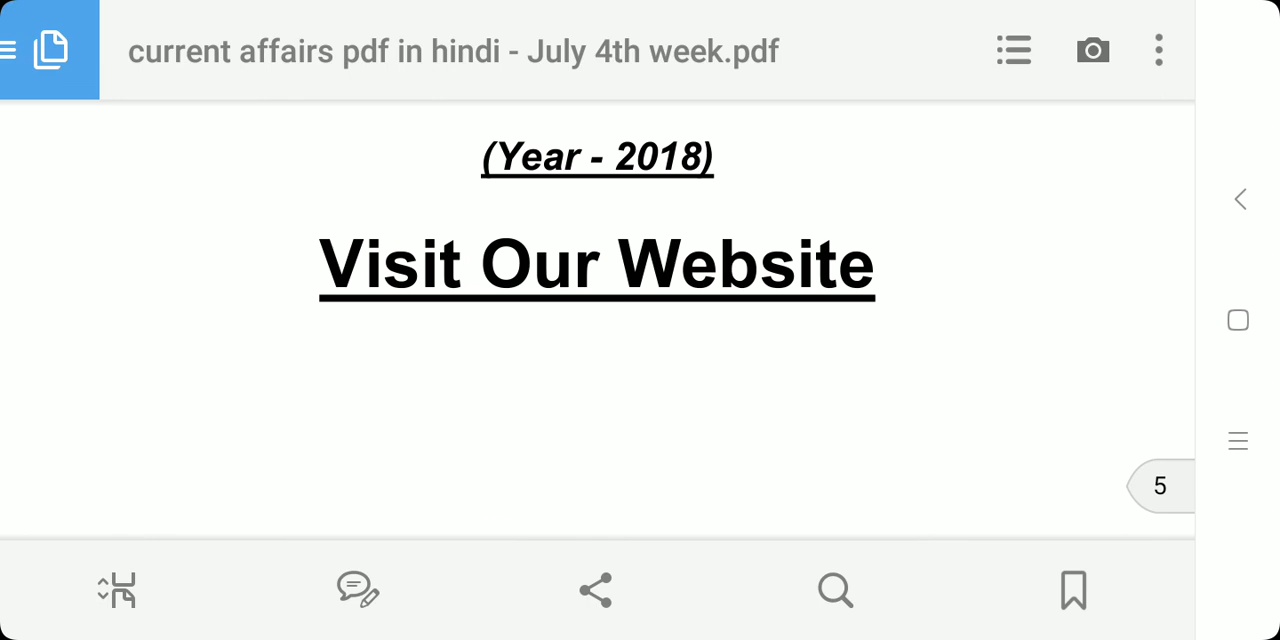 current affairs pdf in hindi - July 4th week.pdf
(Year - 2018)
Visit Our Website
5